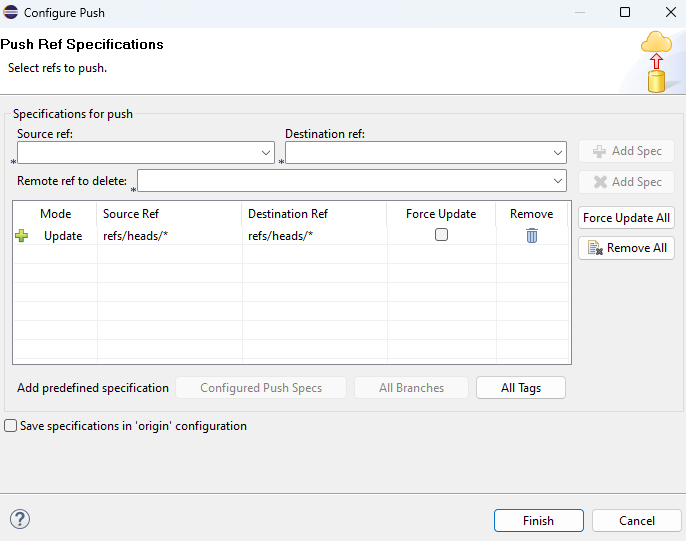 Configure Push
Push Ref Specifications
Select refs to push.
Specifications for push
Source ref:
Destination ref:
*
*
Add Spec
Remote ref to delete:
*
Add Spec
Mode Source Ref Destination Ref Force Update Remove
Update refs/heads/* refs/heads/*
Force Update All
Remove All
Add predefined specification Configured Push Specs All Branches All Tags
Save specifications in 'origin' configuration
? Finish Cancel